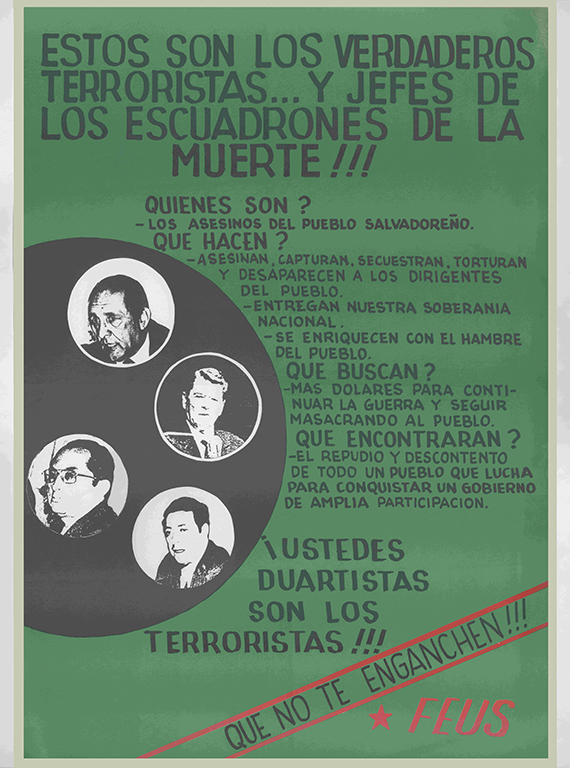 ESTOS SON LOS VERDADEROS
TERRORISTAS... Y JEFES DE
LOS ESCUADRONES DE LA
MUERTE!!!
QUIENES SON?
- LOS ASESINOS DEL PUEBLO SALVADOREÑO.
QUE HACEN?
- ASESINAN, CAPTURAN, SECUESTRAN, TORTURAN
Y DESAPARECEN A LOS DIRIGENTES
DEL PUEBLO.
- ENTREGAN NUESTRA SOBERANIA
NACIONAL.
- SE ENRIQUECEN CON EL HAMBRE
DEL PUEBLO.
QUE BUSCAN?
- MAS DOLARES PARA CONTI-
NUAR LA GUERRA Y SEGUIR
MASACRANDO AL PUEBLO.
QUE ENCONTRARAN?
- EL REPUDIO Y DESCONTENTO
DE TODO UN PUEBLO QUE LUCHA
PARA CONQUISTAR UN GOBIERNO
DE AMPLIA PARTICIPACION.
¡USTEDES
DUARTISTAS
SON LOS
TERRORISTAS!!!
QUE NO TE ENGANCHEN!!!
FEUS